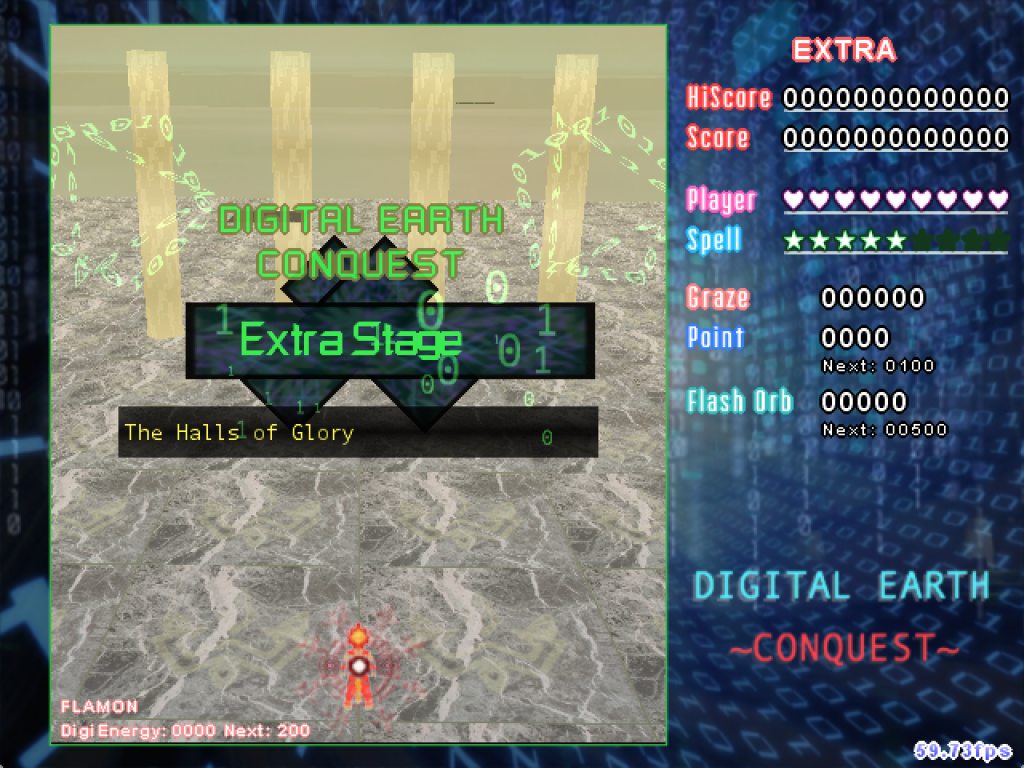 EXTRA
HiScore 0000000000000
Score 0000000000000
Player
Spell
Graze 000000
Point 0000
Next: 0100
Flash Orb 00000
Next: 00500
DIGITAL EARTH
~CONQUEST~
59.73fps
DIGITAL EARTH
CONQUEST
Extra Stage
The Halls of Glory
FLAMON
DigiEnergy: 0000 Next: 200